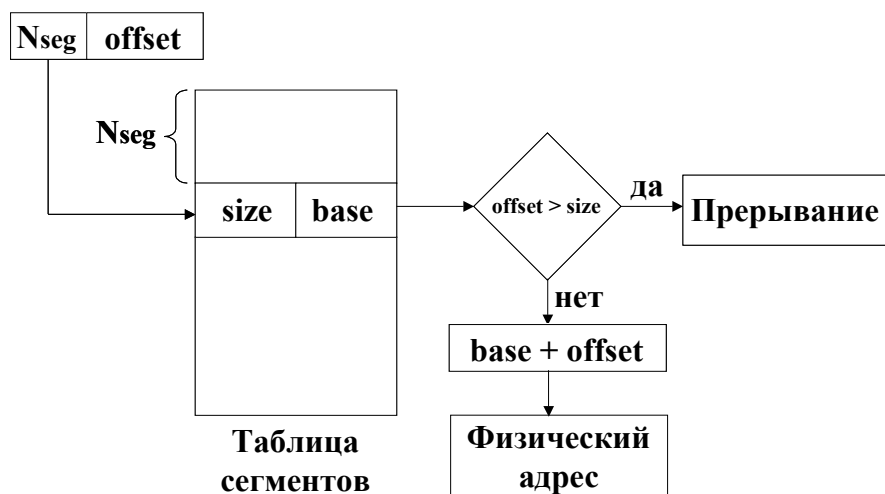 Nseg offset
Nseg
size base
offset > size
да
Прерывание
нет
base + offset
Таблица
сегментов
Физический
адрес